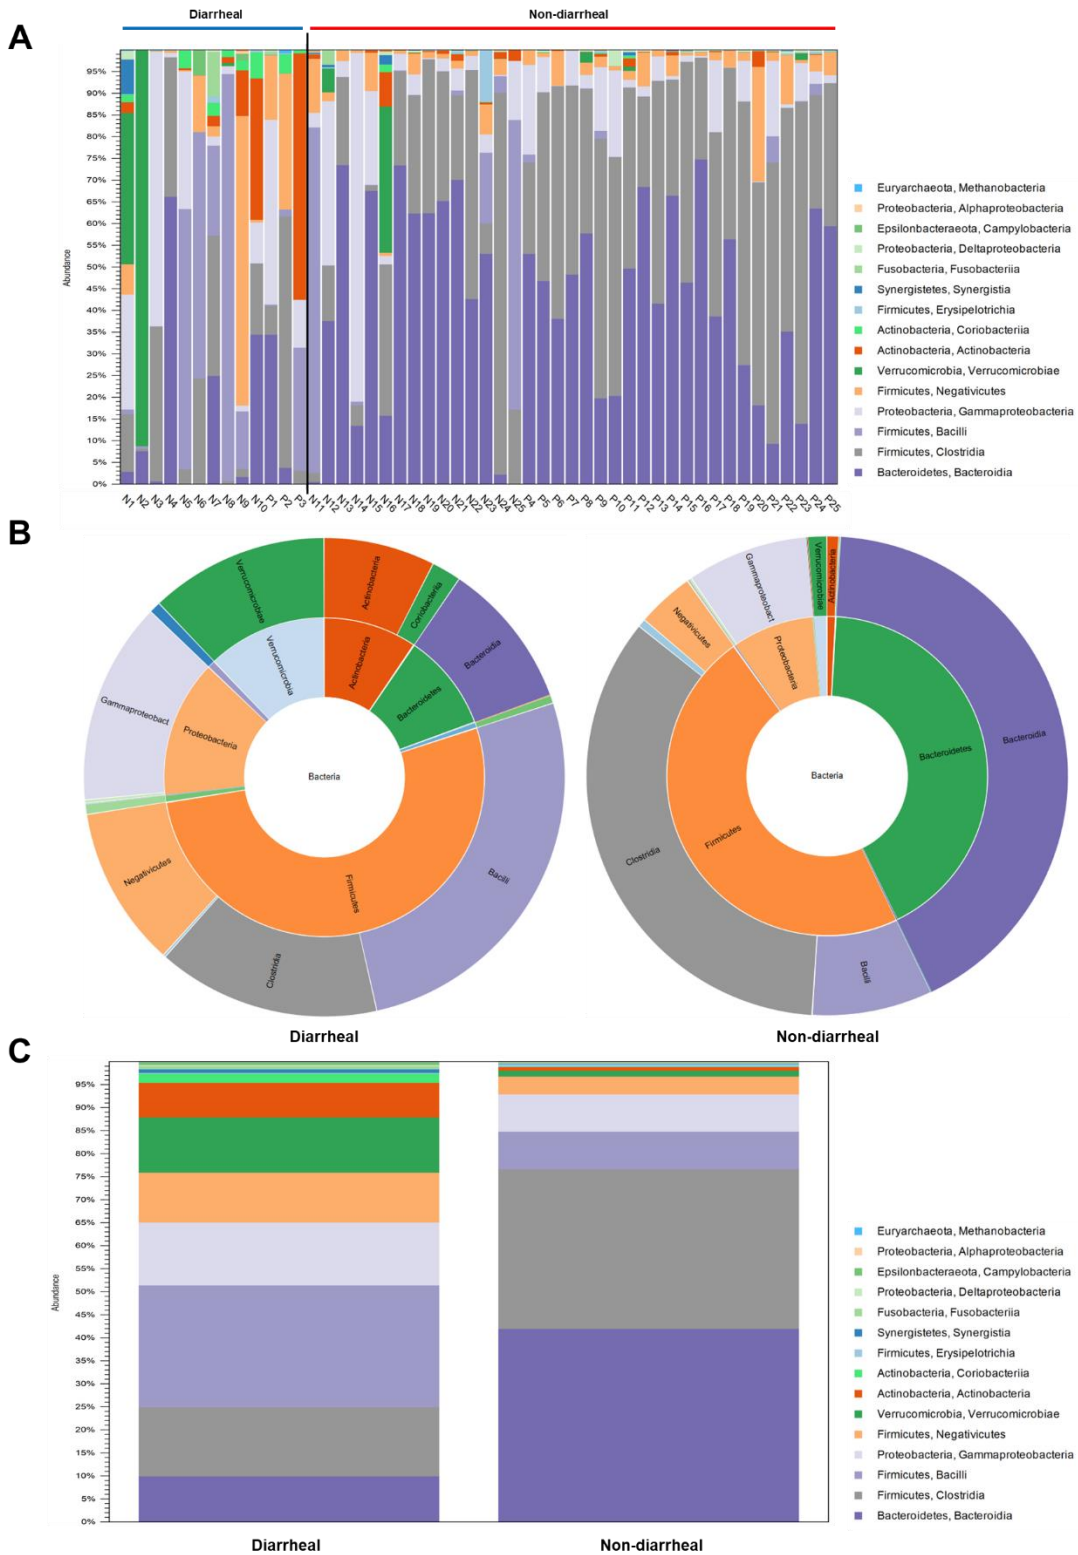 Diarrheal
Non-diarrheal
A
95%
90%
85%
80%
75%
70%
65%
60%
55%
50%
45%
40%
35%
30%
25%
20%
15%
10%
5%
0%
Abundance
N1 N2 N3 N4 N5 N6 N7 N8 N9 N10 P1 P2 P3 N11 N12 N13 N14 N15 N16 N17 N18 N19 N20 N21 N22 N23 N24 N25 P4 P5 P6 P7 P8 P9 P10 P11 P12 P13 P14 P15 P16 P17 P18 P19 P20 P21 P22 P23 P24 P25
Euryarchaeota, Methanobacteria
Proteobacteria, Alphaproteobacteria
Epsilonbacteraeota, Campylobacteria
Proteobacteria, Deltaproteobacteria
Fusobacteria, Fusobacteriia
Synergistetes, Synergistia
Firmicutes, Erysipelotrichia
Actinobacteria, Coriobacteriia
Actinobacteria, Actinobacteria
Verrucomicrobia, Verrucomicrobiae
Firmicutes, Negativicutes
Proteobacteria, Gammaproteobacteria
Firmicutes, Bacilli
Firmicutes, Clostridia
Bacteroidetes, Bacteroidia
B
Verrucomicrobiae
Actinobacteria
Coriobacteriia
Bacteroidia
Verrucomicrobia
Actinobacteria
Bacteroidetes
Gammaproteobact
Proteobacteria
Bacteria
Negativicutes
Firmicutes
Bacilli
Clostridia
Diarrheal
Gammaproteobact
Verrucomicrobiae
Actinobacteria
Negativicutes
Proteobacteria
Bacteroidetes
Bacteroidia
Bacteria
Firmicutes
Clostridia
Bacilli
Non-diarrheal
C
95%
90%
85%
80%
75%
70%
65%
60%
55%
50%
45%
40%
35%
30%
25%
20%
15%
10%
5%
0%
Abundance
Diarrheal
Non-diarrheal
Euryarchaeota, Methanobacteria
Proteobacteria, Alphaproteobacteria
Epsilonbacteraeota, Campylobacteria
Proteobacteria, Deltaproteobacteria
Fusobacteria, Fusobacteriia
Synergistetes, Synergistia
Firmicutes, Erysipelotrichia
Actinobacteria, Coriobacteriia
Actinobacteria, Actinobacteria
Verrucomicrobia, Verrucomicrobiae
Firmicutes, Negativicutes
Proteobacteria, Gammaproteobacteria
Firmicutes, Bacilli
Firmicutes, Clostridia
Bacteroidetes, Bacteroidia